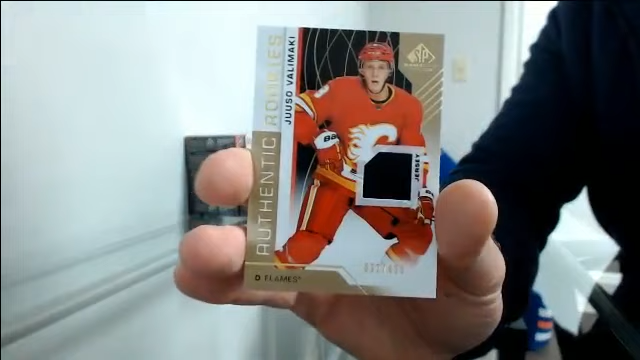 AUTHENTIC ROOKIES
JUUSO VALIMAKI
SP
JERSEY
D FLAMES